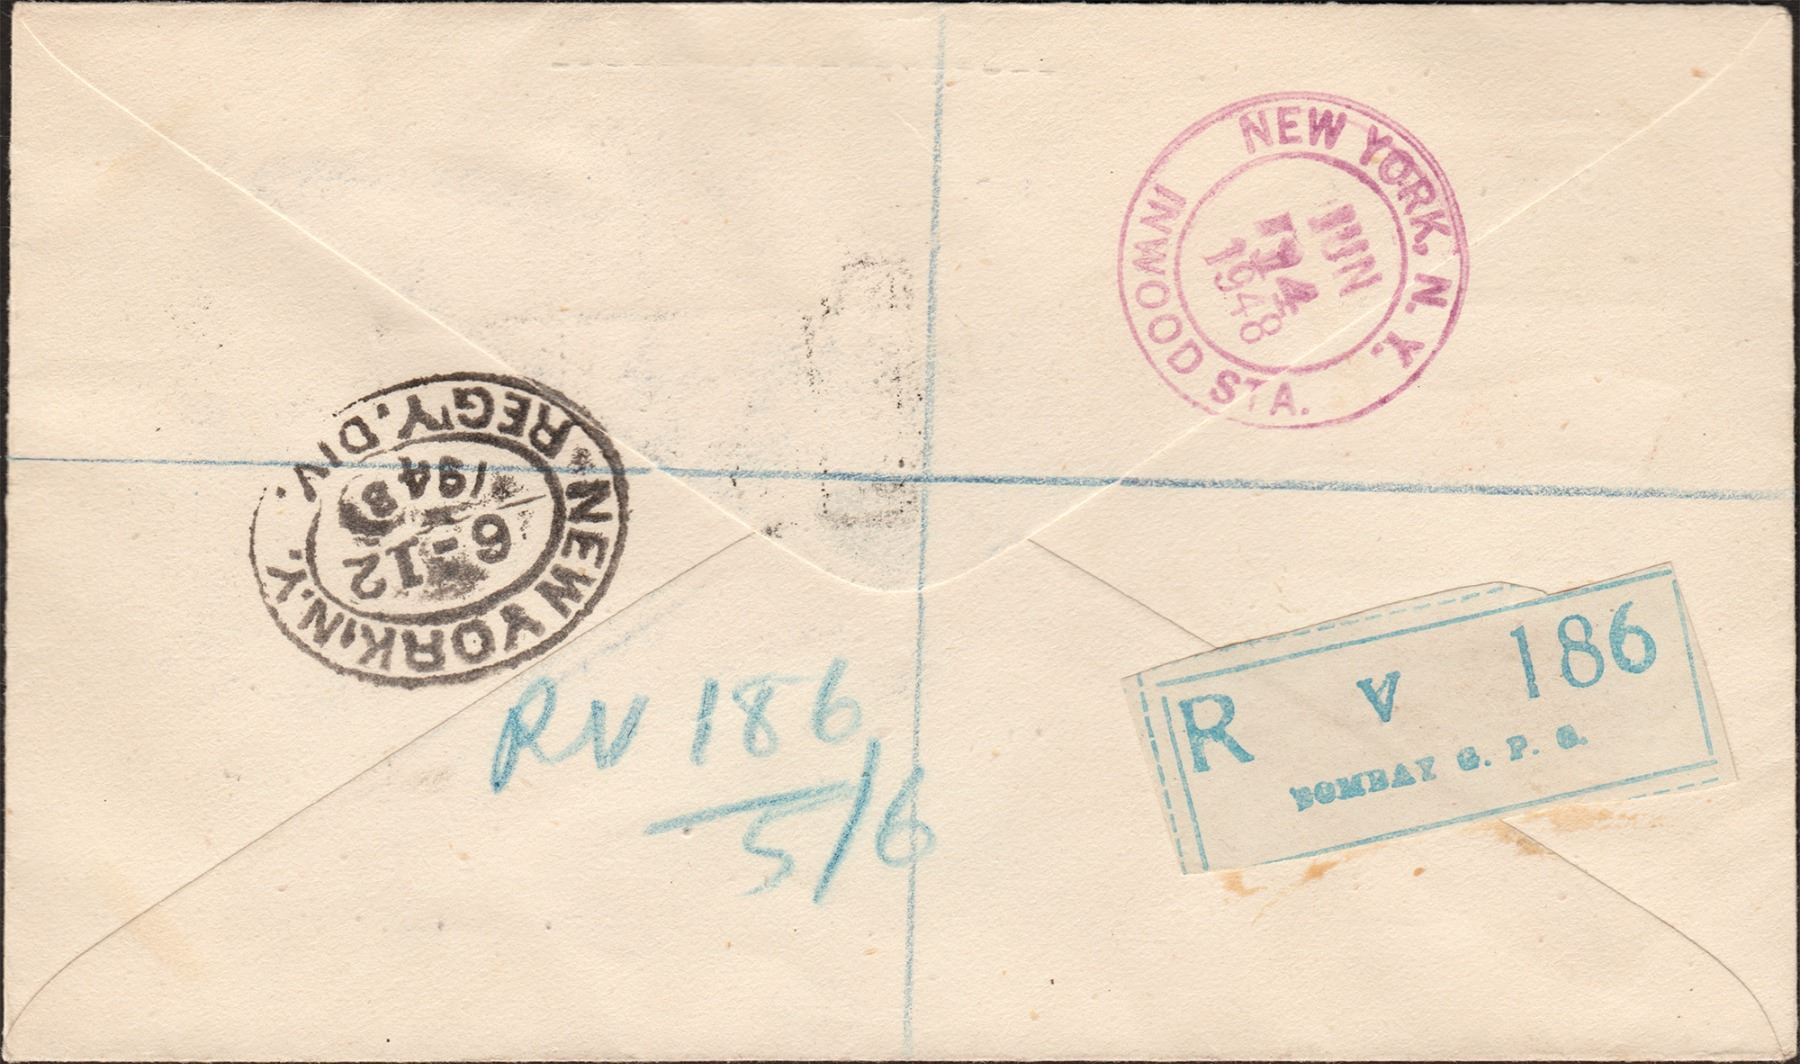 NEW YORK, N. Y.
INWOOD STA.
JUN
14
1948
NEW YORK, N.Y.
REG'Y. DIV.
6-12
1948
R V 186
BOMBAY G. P. O.
RV 186
5/6